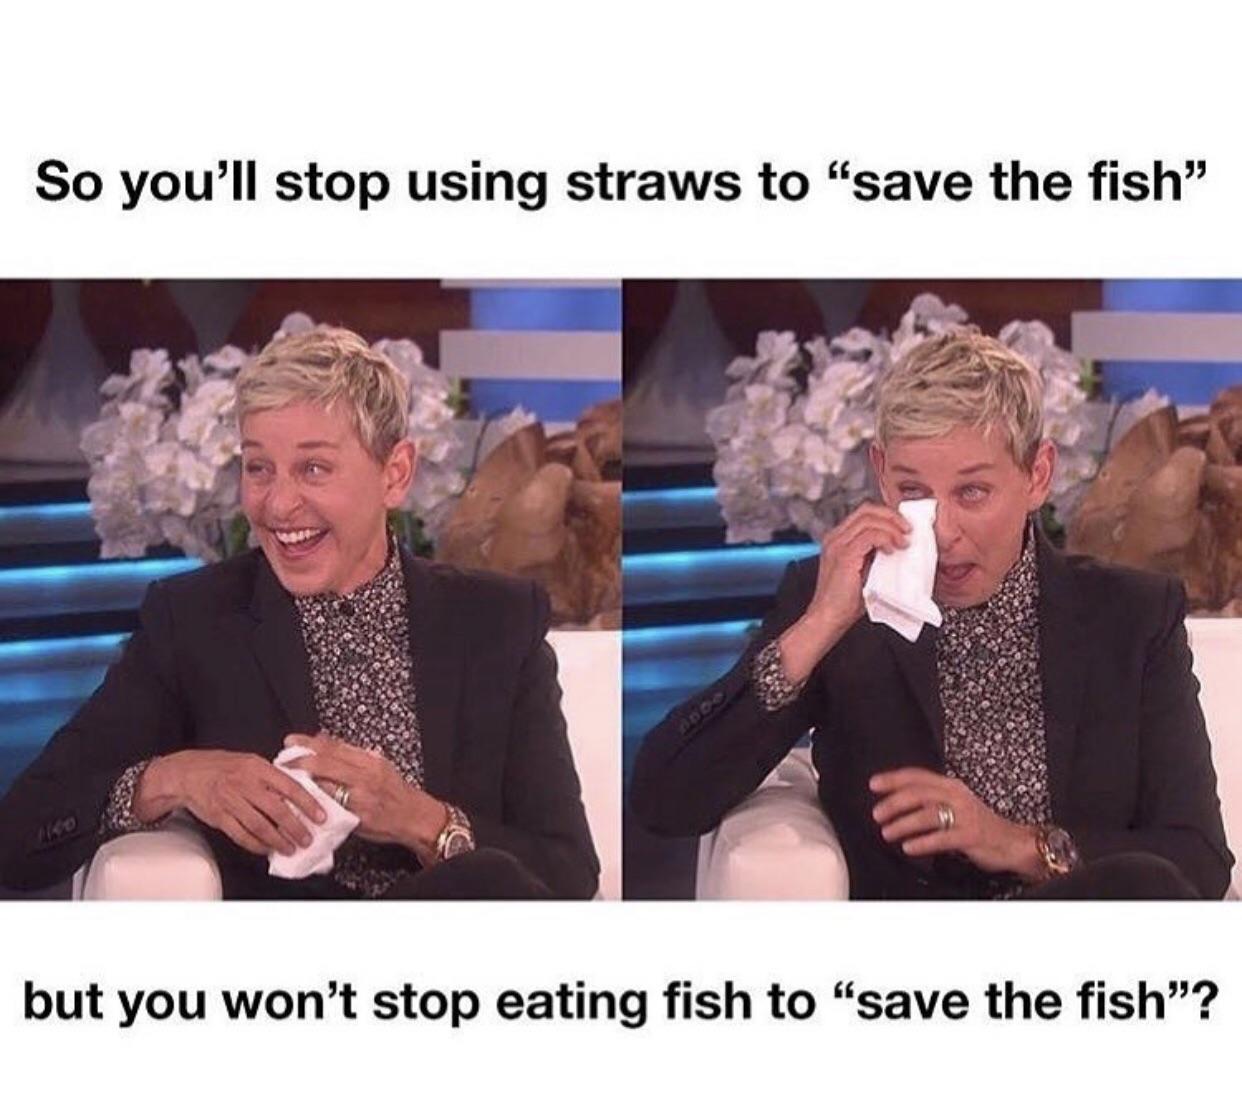 So you’ll stop using straws to “save the fish”
but you won’t stop eating fish to “save the fish”?